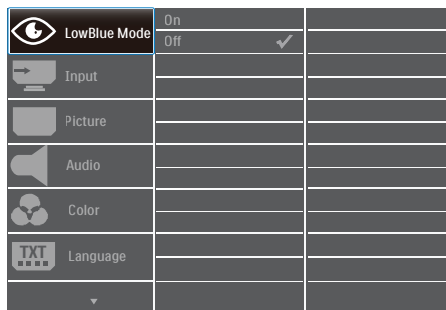 LowBlue Mode
On
Off
Input
Picture
Audio
Color
TXT
Language